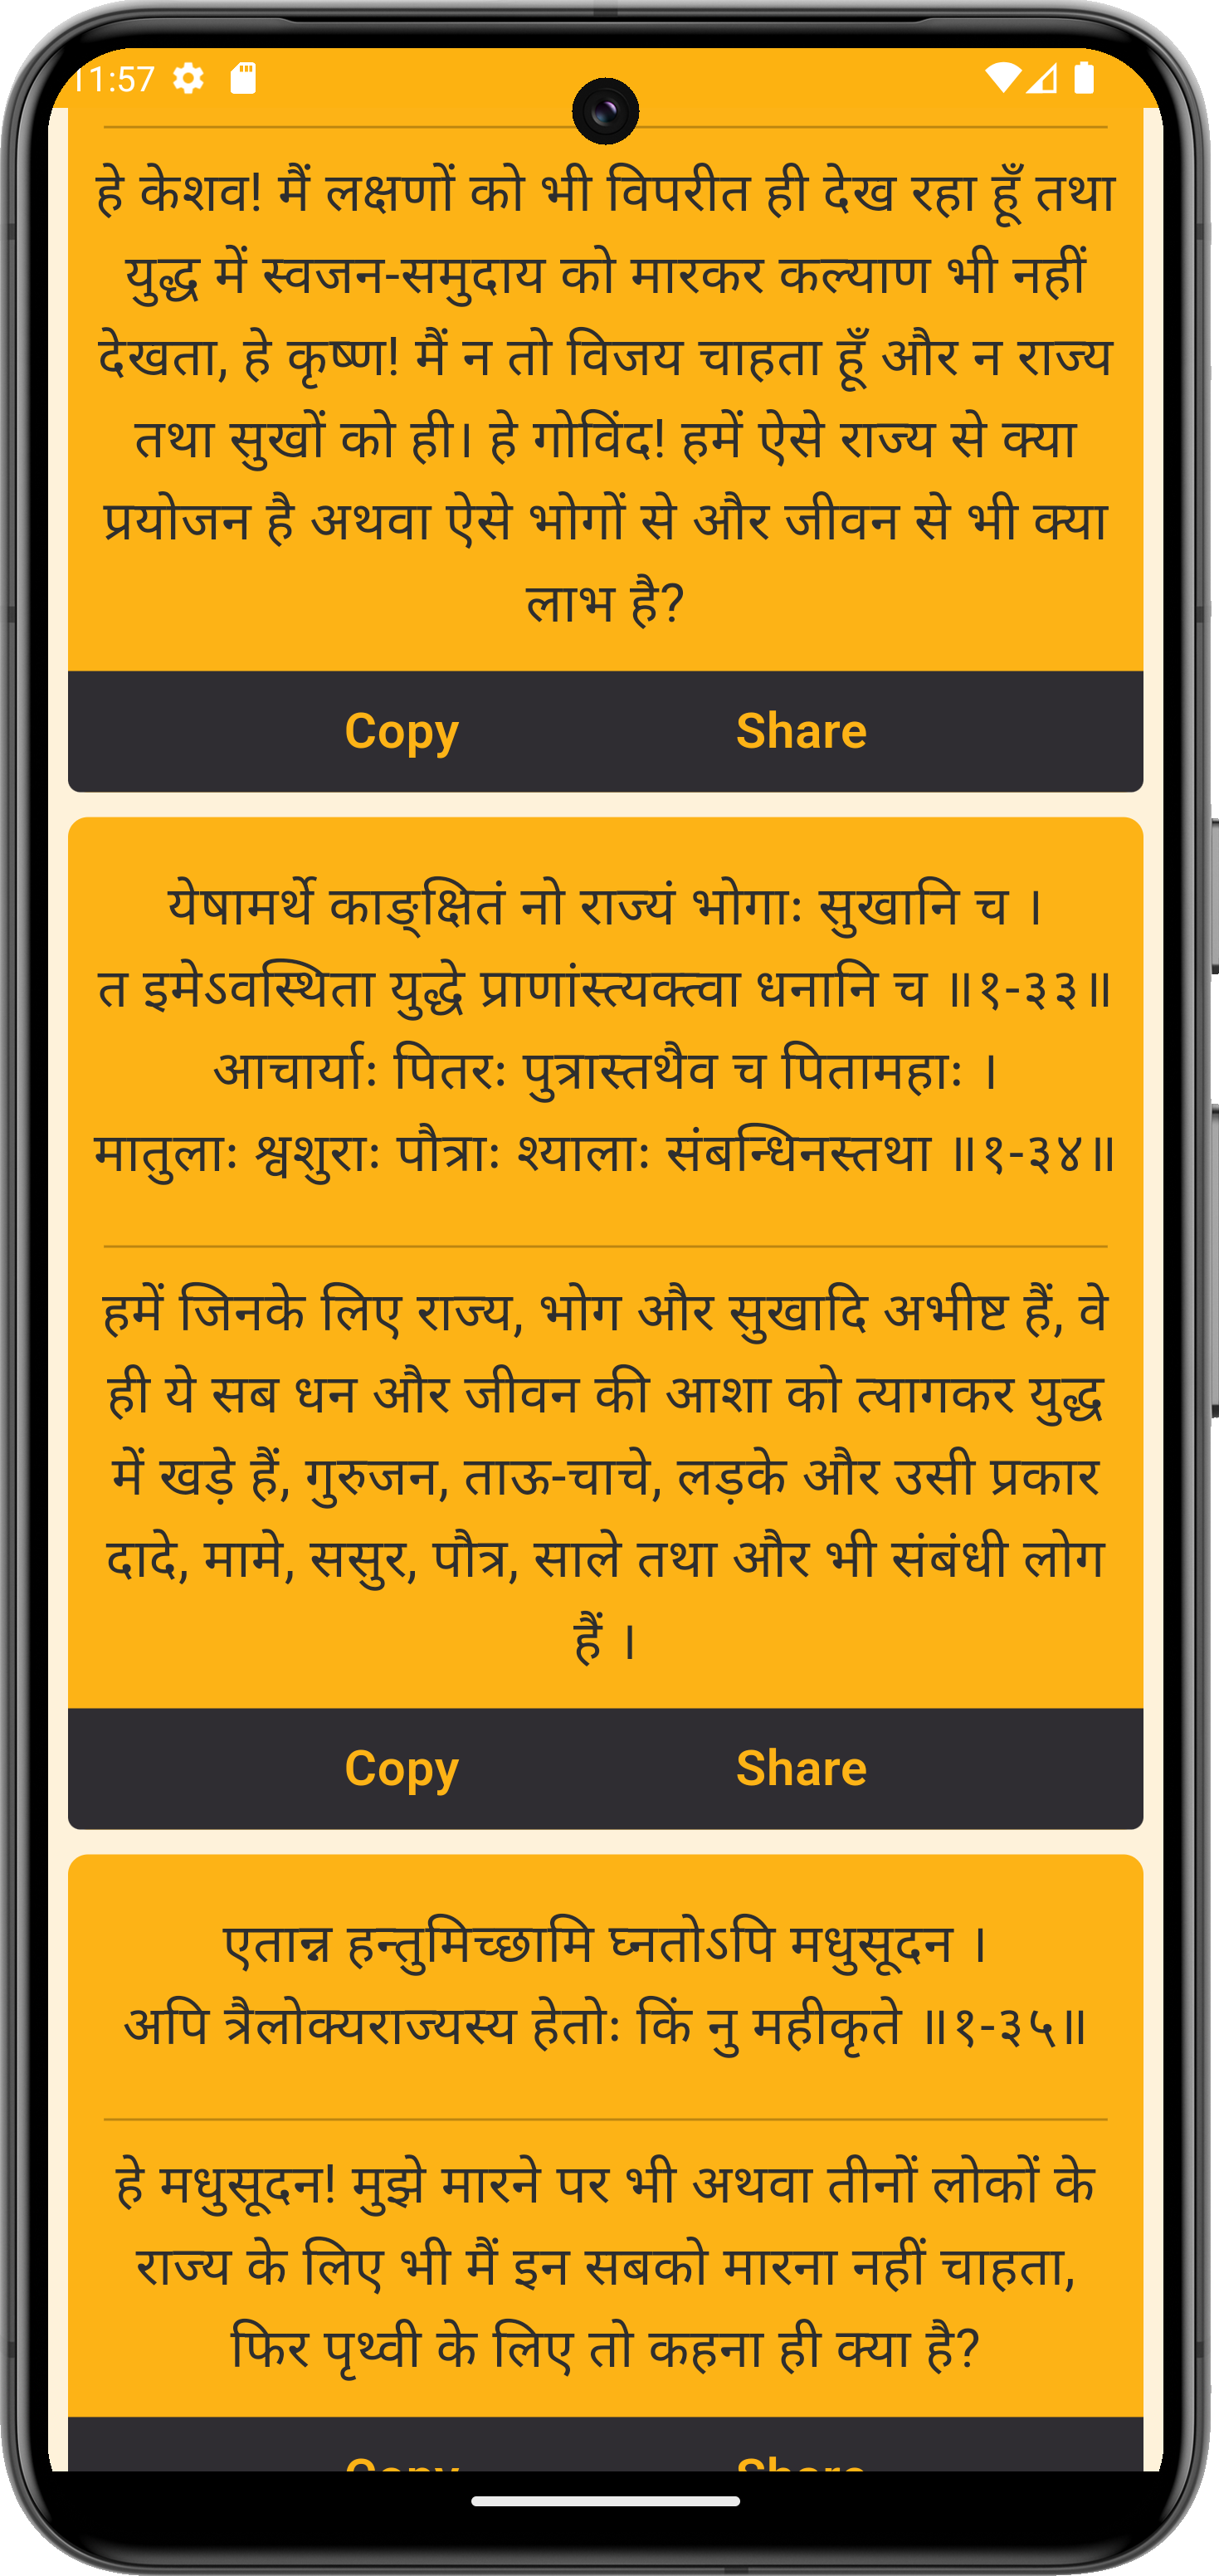 11:57
हे केशव! मैं लक्षणों को भी विपरीत ही देख रहा हूँ तथा
युद्ध में स्वजन-समुदाय को मारकर कल्याण भी नहीं
देखता, हे कृष्ण! मैं न तो विजय चाहता हूँ और न राज्य
तथा सुखों को ही। हे गोविंद! हमें ऐसे राज्य से क्या
प्रयोजन है अथवा ऐसे भोगों से और जीवन से भी क्या
लाभ है?
Copy Share
येषामर्थे काङ्क्षितं नो राज्यं भोगाः सुखानि च ।
त इमेऽवस्थिता युद्धे प्राणांस्त्यक्त्वा धनानि च ॥१-३३॥
आचार्याः पितरः पुत्रास्तथैव च पितामहाः ।
मातुलाः श्वशुराः पौत्राः श्यालाः संबन्धिनस्तथा ॥१-३४॥
हमें जिनके लिए राज्य, भोग और सुखादि अभीष्ट हैं, वे
ही ये सब धन और जीवन की आशा को त्यागकर युद्ध
में खड़े हैं, गुरुजन, ताऊ-चाचे, लड़के और उसी प्रकार
दादे, मामे, ससुर, पौत्र, साले तथा और भी संबंधी लोग
हैं ।
Copy Share
एतान्न हन्तुमिच्छामि घ्नतोऽपि मधुसूदन ।
अपि त्रैलोक्यराज्यस्य हेतोः किं नु महीकृते ॥१-३५॥
हे मधुसूदन! मुझे मारने पर भी अथवा तीनों लोकों के
राज्य के लिए भी मैं इन सबको मारना नहीं चाहता,
फिर पृथ्वी के लिए तो कहना ही क्या है?
Copy Share